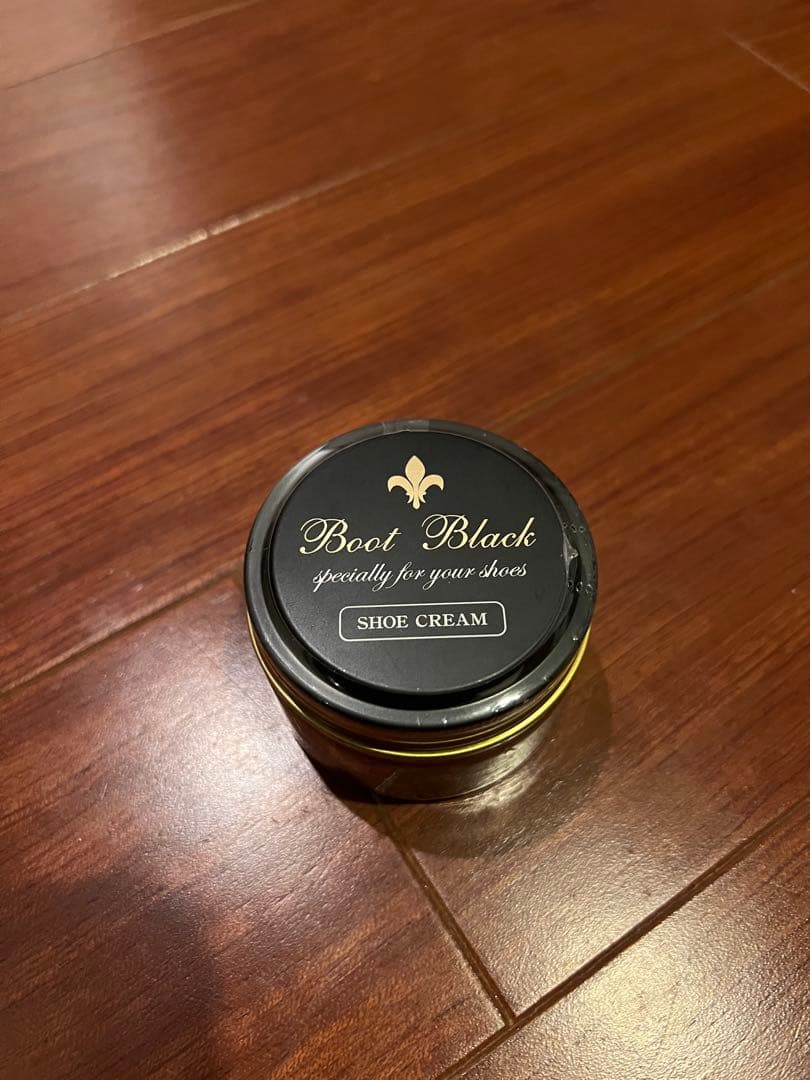 Boot Black
specially for your shoes
SHOE CREAM